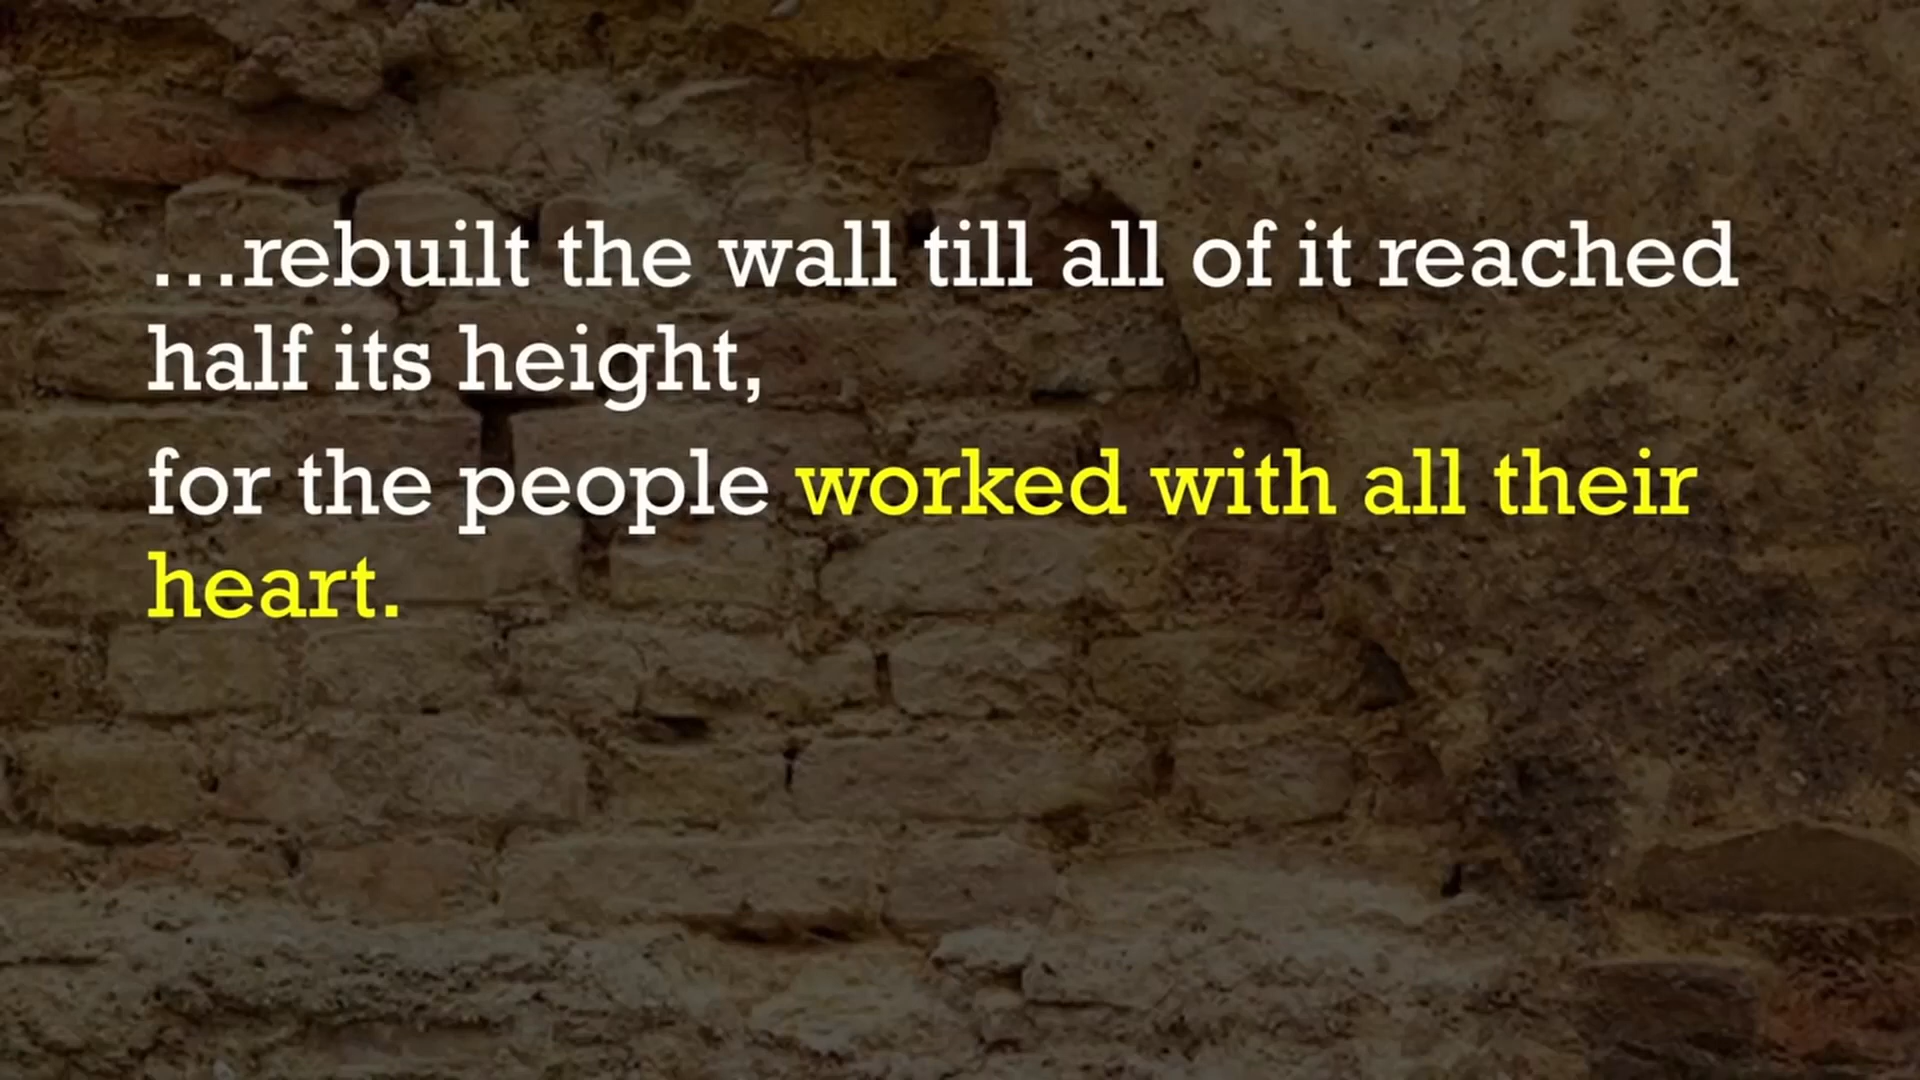 …rebuilt the wall till all of it reached
half its height,
for the people worked with all their
heart.